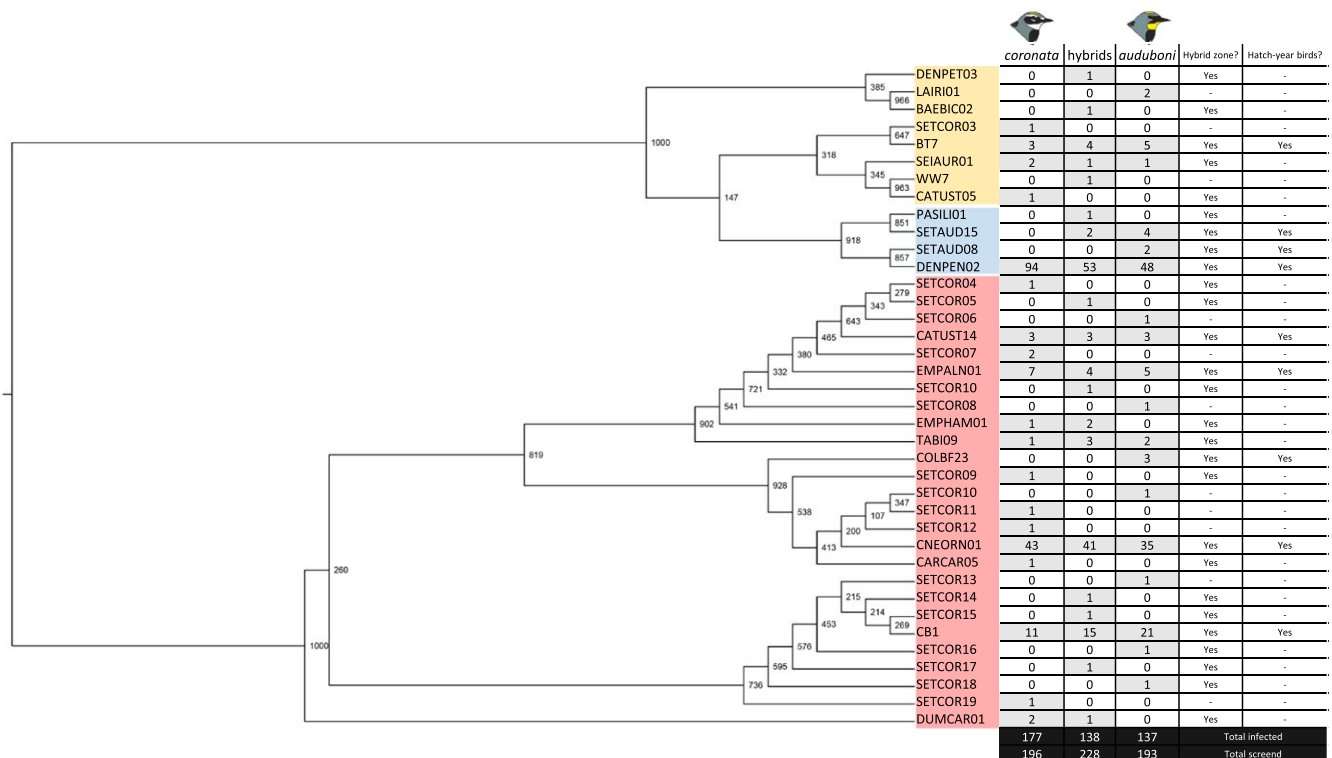 coronata hybrids auduboni Hybrid zone? Hatch-year birds?
DENPET03 0 1 0 Yes -
LAIRI01 0 0 2 - -
BAEBIC02 0 1 0 Yes -
SETCOR03 1 0 0 - -
BT7 3 4 5 Yes Yes
SEIAUR01 2 1 1 Yes -
WW7 0 1 0 - -
CATUST05 1 0 0 Yes -
PASILI01 0 1 0 Yes -
SETAUD15 0 2 4 Yes Yes
SETAUD08 0 0 2 Yes Yes
DENPEN02 94 53 48 Yes Yes
SETCOR04 1 0 0 Yes -
SETCOR05 0 1 0 Yes -
SETCOR06 0 0 1 - -
CATUST14 3 3 3 Yes Yes
SETCOR07 2 0 0 - -
EMPALN01 7 4 5 Yes Yes
SETCOR10 0 1 0 Yes -
SETCOR08 0 0 1 - -
EMPHAM01 1 2 0 Yes -
TABI09 1 3 2 Yes -
COLBF23 0 0 3 Yes Yes
SETCOR09 1 0 0 Yes -
SETCOR10 0 0 1 - -
SETCOR11 1 0 0 - -
SETCOR12 1 0 0 - -
CNEORN01 43 41 35 Yes Yes
CARCAR05 1 0 0 Yes -
SETCOR13 0 0 1 - -
SETCOR14 0 1 0 Yes -
SETCOR15 0 1 0 Yes -
CB1 11 15 21 Yes Yes
SETCOR16 0 0 1 Yes -
SETCOR17 0 1 0 Yes -
SETCOR18 0 0 1 Yes -
SETCOR19 1 0 0 - -
DUMCAR01 2 1 0 Yes -
177 138 137 Total infected
196 228 193 Total screend
385
966
1000
647
318
345
963
147
851
918
857
279
343
643
465
380
332
721
541
902
819
928
347
107
538
200
413
260
215
214
269
453
576
595
736
1000